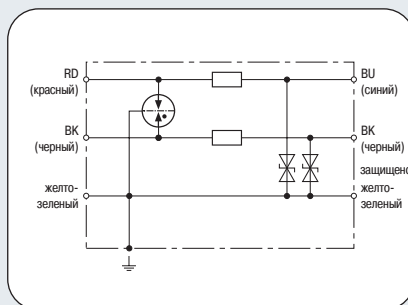 RD
(красный)
BU
(синий)
BK
(черный)
BK
(черный)
защищено
желто-
зеленый
желто-
зеленый